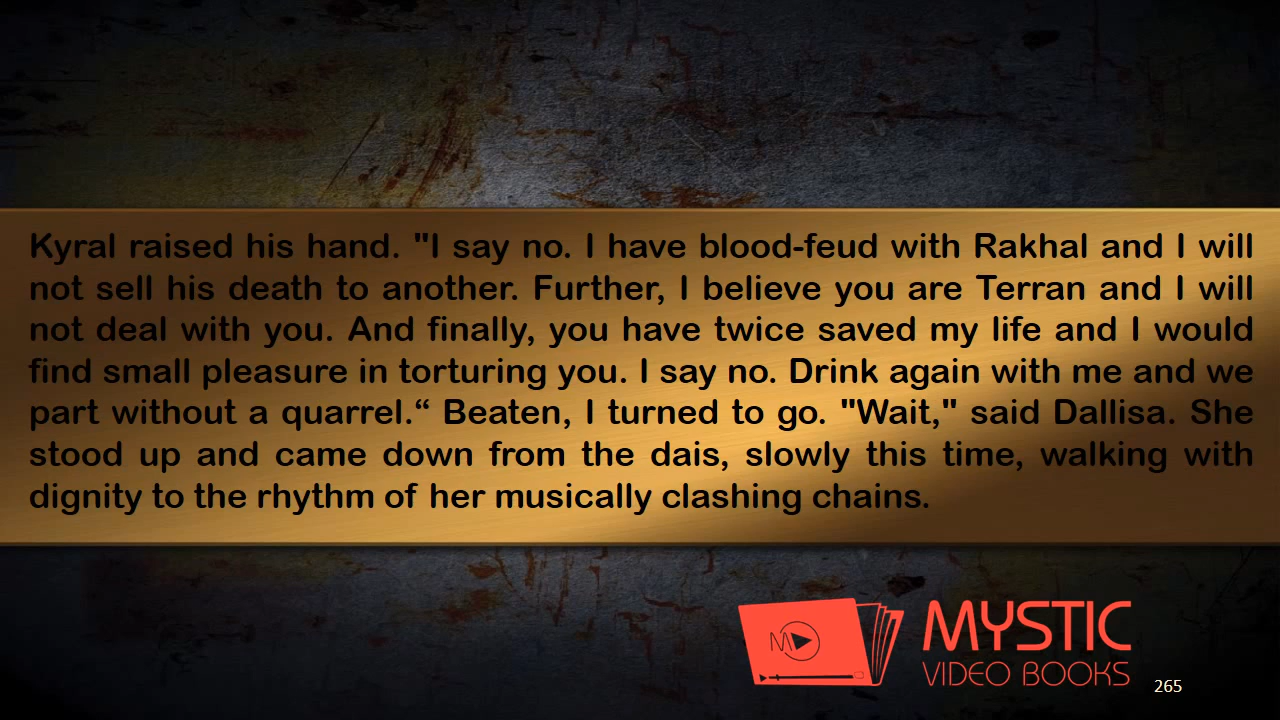 Kyral raised his hand. "I say no. I have blood-feud with Rakhal and I will
not sell his death to another. Further, I believe you are Terran and I will
not deal with you. And finally, you have twice saved my life and I would
find small pleasure in torturing you. I say no. Drink again with me and we
part without a quarrel.“ Beaten, I turned to go. "Wait," said Dallisa. She
stood up and came down from the dais, slowly this time, walking with
dignity to the rhythm of her musically clashing chains.
MYSTIC
VIDEO BOOKS
265